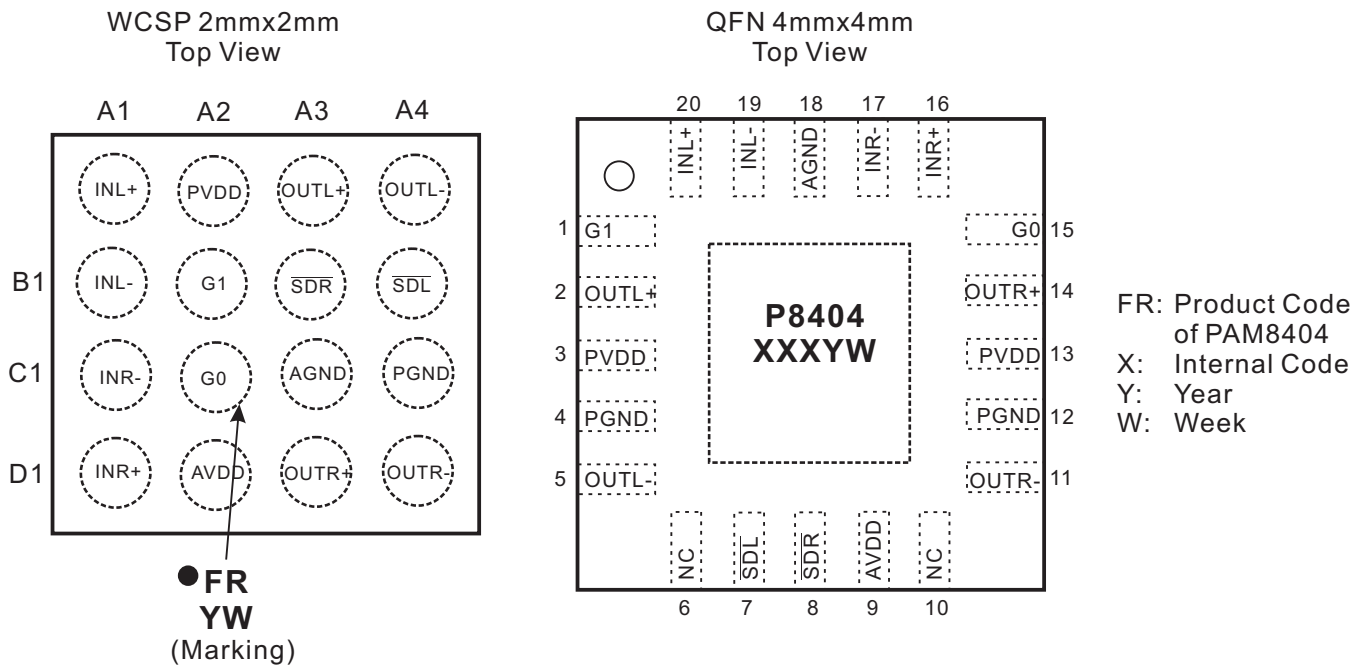 WCSP 2mmx2mm
Top View
A1 A2 A3 A4
INL+ PVDD OUTL+ OUTL-
B1 INL- G1 SDR SDL
C1 INR- G0 AGND PGND
D1 INR+ AVDD OUTR+ OUTR-
FR
YW
(Marking)
QFN 4mmx4mm
Top View
20 19 18 17 16
INL+ INL- AGND INR- INR+
1 G1 G0 15
2 OUTL+ OUTR+ 14
3 PVDD PVDD 13
4 PGND PGND 12
5 OUTL- OUTR- 11
P8404
XXXYW
NC SDL SDR AVDD NC
6 7 8 9 10
FR: Product Code
of PAM8404
X: Internal Code
Y: Year
W: Week